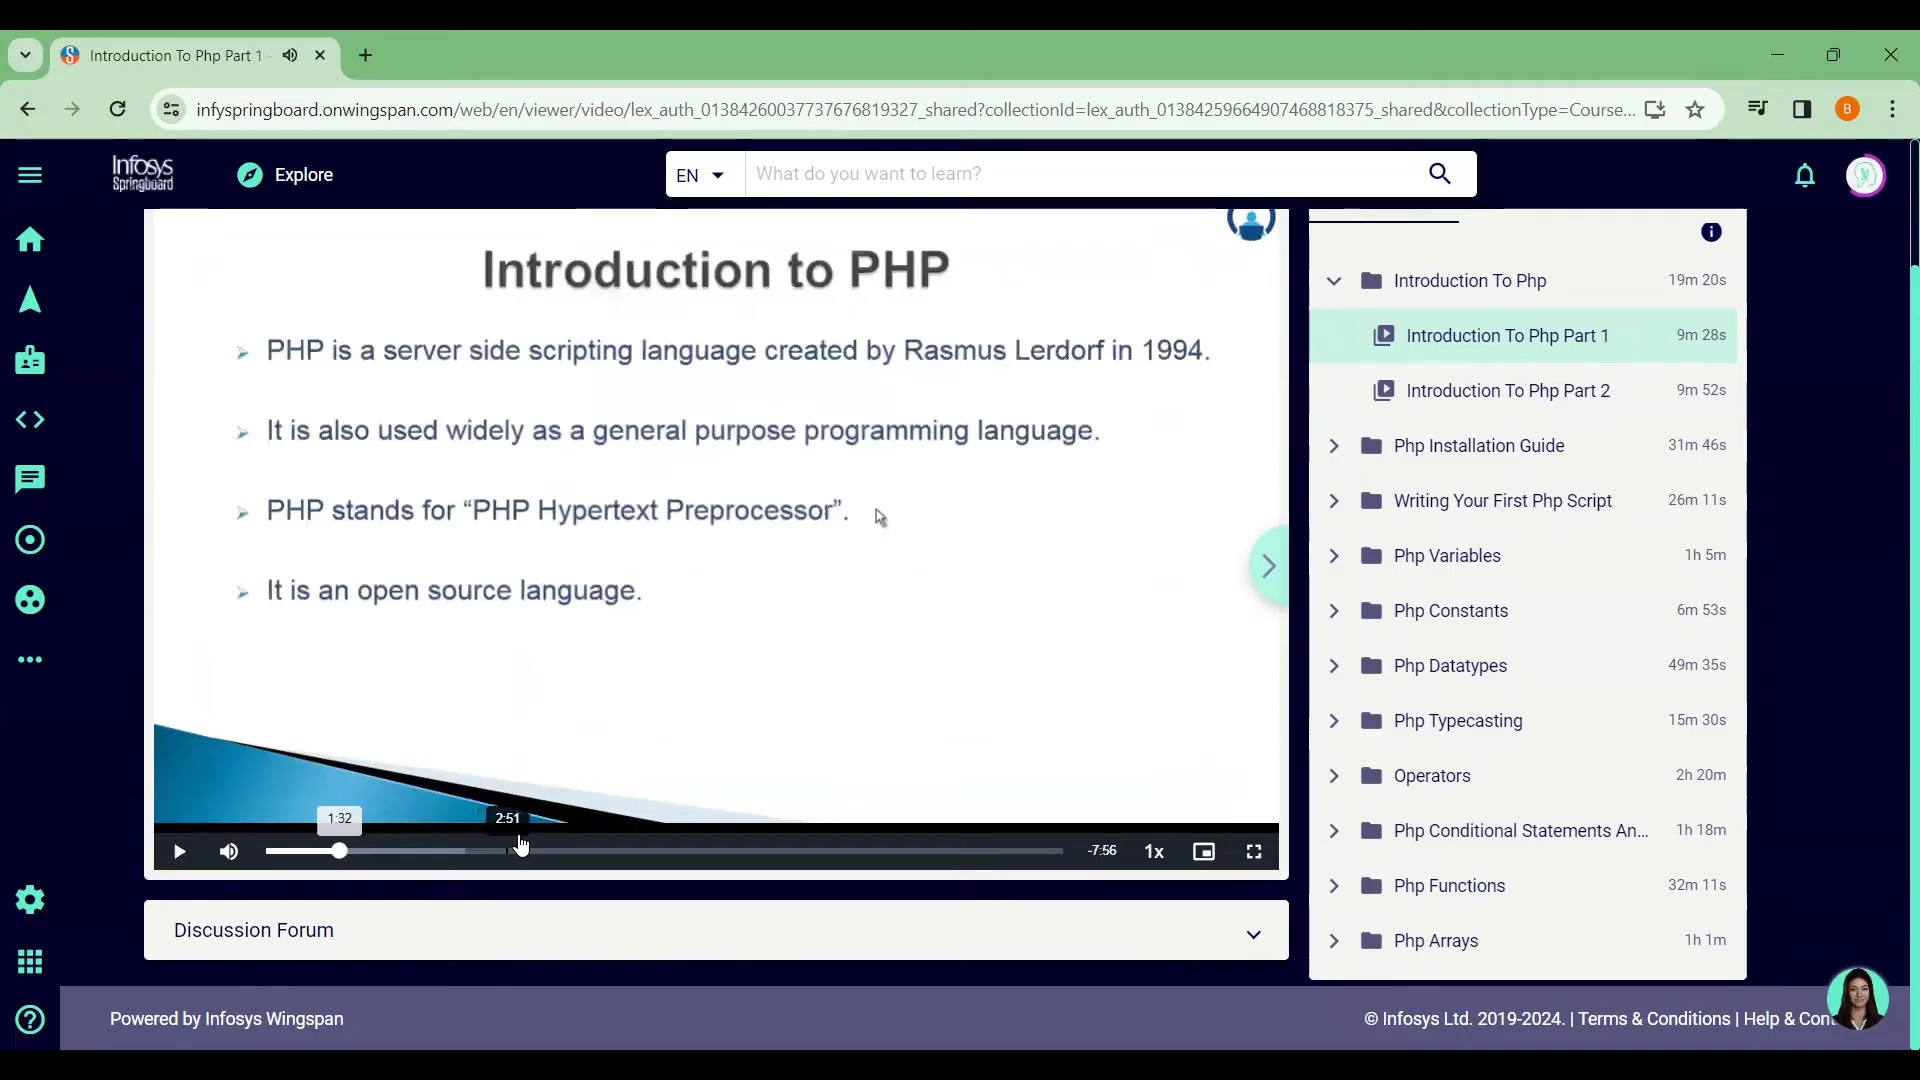 Introduction To Php Part 1 -
infyspringboard.onwingspan.com/web/en/viewer/video/lex_auth_01384260037737676819327_shared?collectionId=lex_auth_01384259664907468818375_shared&collectionType=Course...
B
Infosys
Springboard
Explore
EN
What do you want to learn?
Introduction to PHP
PHP is a server side scripting language created by Rasmus Lerdorf in 1994.
It is also used widely as a general purpose programming language.
PHP stands for “PHP Hypertext Preprocessor”.
It is an open source language.
1:32
2:51
-7:56
1x
Discussion Forum
Introduction To Php 19m 20s
Introduction To Php Part 1 9m 28s
Introduction To Php Part 2 9m 52s
Php Installation Guide 31m 46s
Writing Your First Php Script 26m 11s
Php Variables 1h 5m
Php Constants 6m 53s
Php Datatypes 49m 35s
Php Typecasting 15m 30s
Operators 2h 20m
Php Conditional Statements An... 1h 18m
Php Functions 32m 11s
Php Arrays 1h 1m
Powered by Infosys Wingspan
© Infosys Ltd. 2019-2024. | Terms & Conditions | Help & Cont